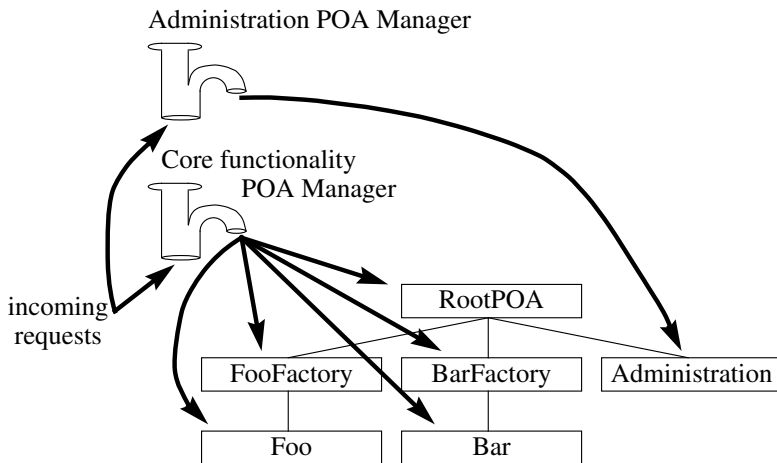 Administration POA Manager
Core functionality
POA Manager
incoming
requests
RootPOA
FooFactory
BarFactory
Administration
Foo
Bar